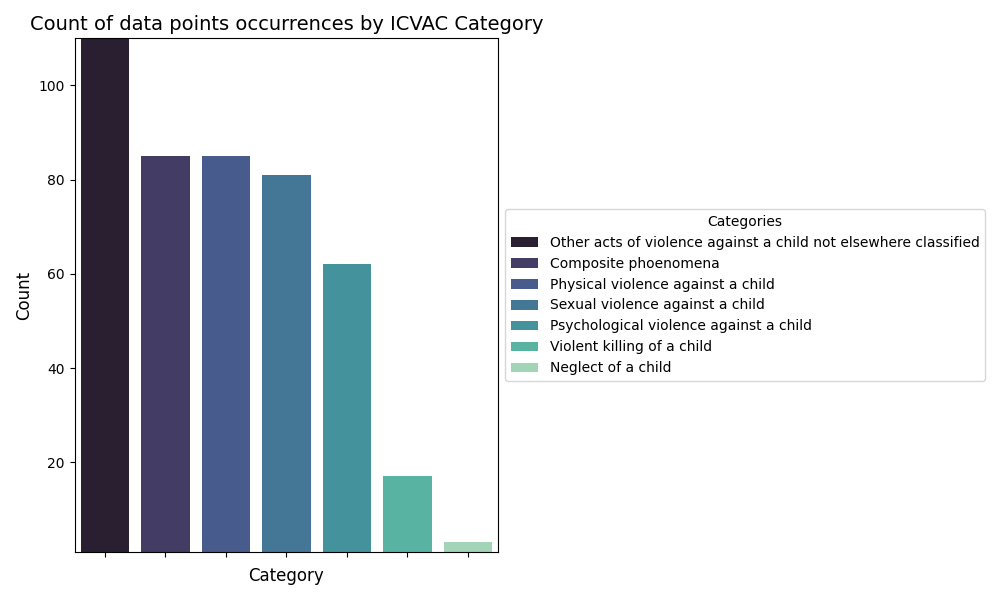 Count of data points occurrences by ICVAC Category
100
80
60
40
20
Count
Category
Categories
Other acts of violence against a child not elsewhere classified
Composite phoenomena
Physical violence against a child
Sexual violence against a child
Psychological violence against a child
Violent killing of a child
Neglect of a child